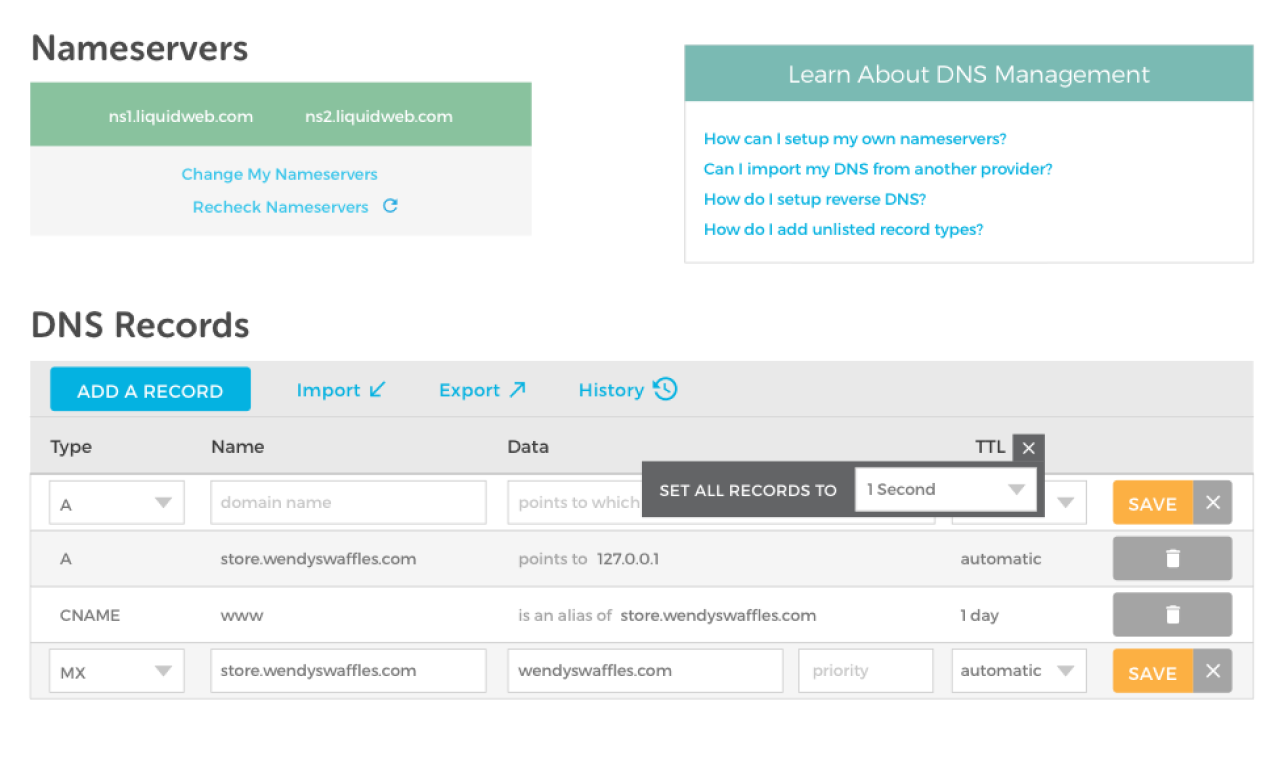 Nameservers
ns1.liquidweb.com ns2.liquidweb.com
Change My Nameservers
Recheck Nameservers
Learn About DNS Management
How can I setup my own nameservers?
Can I import my DNS from another provider?
How do I setup reverse DNS?
How do I add unlisted record types?
DNS Records
ADD A RECORD Import Export History
Type Name Data TTL
SET ALL RECORDS TO 1 Second
A domain name points to which SAVE
A store.wendyswaffles.com points to 127.0.0.1 automatic
CNAME www is an alias of store.wendyswaffles.com 1 day
MX store.wendyswaffles.com wendyswaffles.com priority automatic SAVE